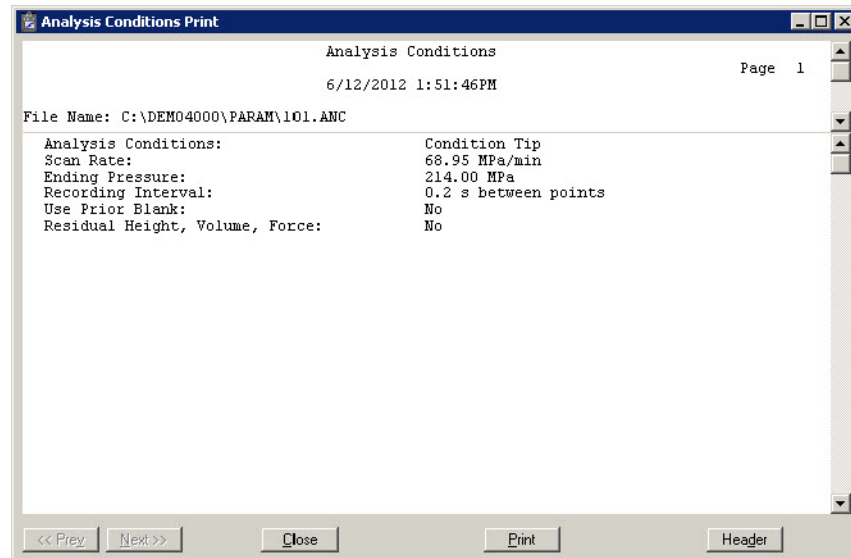 Analysis Conditions Print
Analysis Conditions
Page 1
6/12/2012 1:51:46PM
File Name: C:\DEMO4000\PARAM\101.ANC
Analysis Conditions: Condition Tip
Scan Rate: 68.95 MPa/min
Ending Pressure: 214.00 MPa
Recording Interval: 0.2 s between points
Use Prior Blank: No
Residual Height, Volume, Force: No
<< Prev Next >> Close Print Header